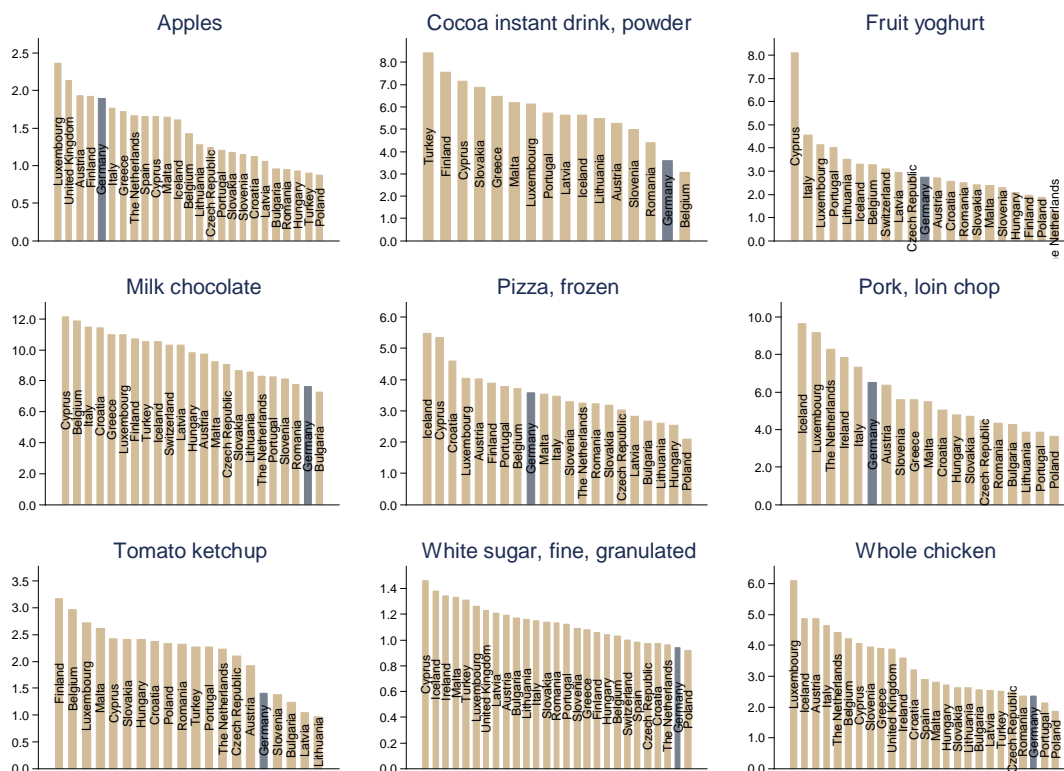 Apples
2.5
2.0
1.5
1.0
0.5
0.0
Luxembourg
United Kingdom
Austria
Finland
Germany
Italy
Greece
The Netherlands
Spain
Cyprus
Malta
Iceland
Belgium
Lithuania
Czech Republic
Portugal
Slovakia
Slovenia
Croatia
Latvia
Bulgaria
Romania
Hungary
Turkey
Poland
Cocoa instant drink, powder
8.0
7.0
6.0
5.0
4.0
3.0
2.0
1.0
0.0
Turkey
Finland
Cyprus
Slovakia
Greece
Malta
Luxembourg
Portugal
Latvia
Iceland
Lithuania
Austria
Slovenia
Romania
Germany
Belgium
Fruit yoghurt
8.0
7.0
6.0
5.0
4.0
3.0
2.0
1.0
0.0
Cyprus
Italy
Luxembourg
Portugal
Lithuania
Iceland
Belgium
Switzerland
Latvia
Czech Republic
Germany
Austria
Croatia
Romania
Slovakia
Malta
Slovenia
Hungary
Finland
Poland
e Netherlands
Milk chocolate
12.0
10.0
8.0
6.0
4.0
2.0
0.0
Cyprus
Belgium
Italy
Croatia
Greece
Luxembourg
Finland
Turkey
Iceland
Switzerland
Latvia
Hungary
Austria
Malta
Czech Republic
Slovakia
Lithuania
The Netherlands
Portugal
Slovenia
Romania
Germany
Bulgaria
Pizza, frozen
6.0
5.0
4.0
3.0
2.0
1.0
0.0
Iceland
Cyprus
Croatia
Luxembourg
Austria
Finland
Portugal
Belgium
Germany
Malta
Italy
Slovenia
The Netherlands
Romania
Slovakia
Czech Republic
Latvia
Bulgaria
Lithuania
Hungary
Poland
Pork, loin chop
10.0
8.0
6.0
4.0
2.0
0.0
Iceland
Luxembourg
The Netherlands
Ireland
Italy
Germany
Austria
Slovenia
Greece
Malta
Croatia
Hungary
Slovakia
Czech Republic
Romania
Bulgaria
Lithuania
Portugal
Poland
Tomato ketchup
3.5
3.0
2.5
2.0
1.5
1.0
0.5
0.0
Finland
Belgium
Luxembourg
Malta
Cyprus
Slovakia
Hungary
Croatia
Poland
Romania
Turkey
Portugal
The Netherlands
Czech Republic
Austria
Germany
Slovenia
Bulgaria
Latvia
Lithuania
White sugar, fine, granulated
1.4
1.2
1.0
0.8
0.6
0.4
0.2
0.0
Cyprus
Iceland
Ireland
Malta
Turkey
Luxembourg
United Kingdom
Latvia
Austria
Bulgaria
Lithuania
Italy
Slovakia
Romania
Portugal
Slovenia
Greece
Finland
Hungary
Belgium
Switzerland
Spain
Czech Republic
Croatia
The Netherlands
Germany
Poland
Whole chicken
6.0
5.0
4.0
3.0
2.0
1.0
0.0
Luxembourg
Iceland
Austria
Italy
The Netherlands
Belgium
Cyprus
Slovenia
Greece
United Kingdom
Ireland
Croatia
Spain
Malta
Hungary
Slovakia
Lithuania
Bulgaria
Latvia
Turkey
Czech Republic
Romania
Germany
Portugal
Poland